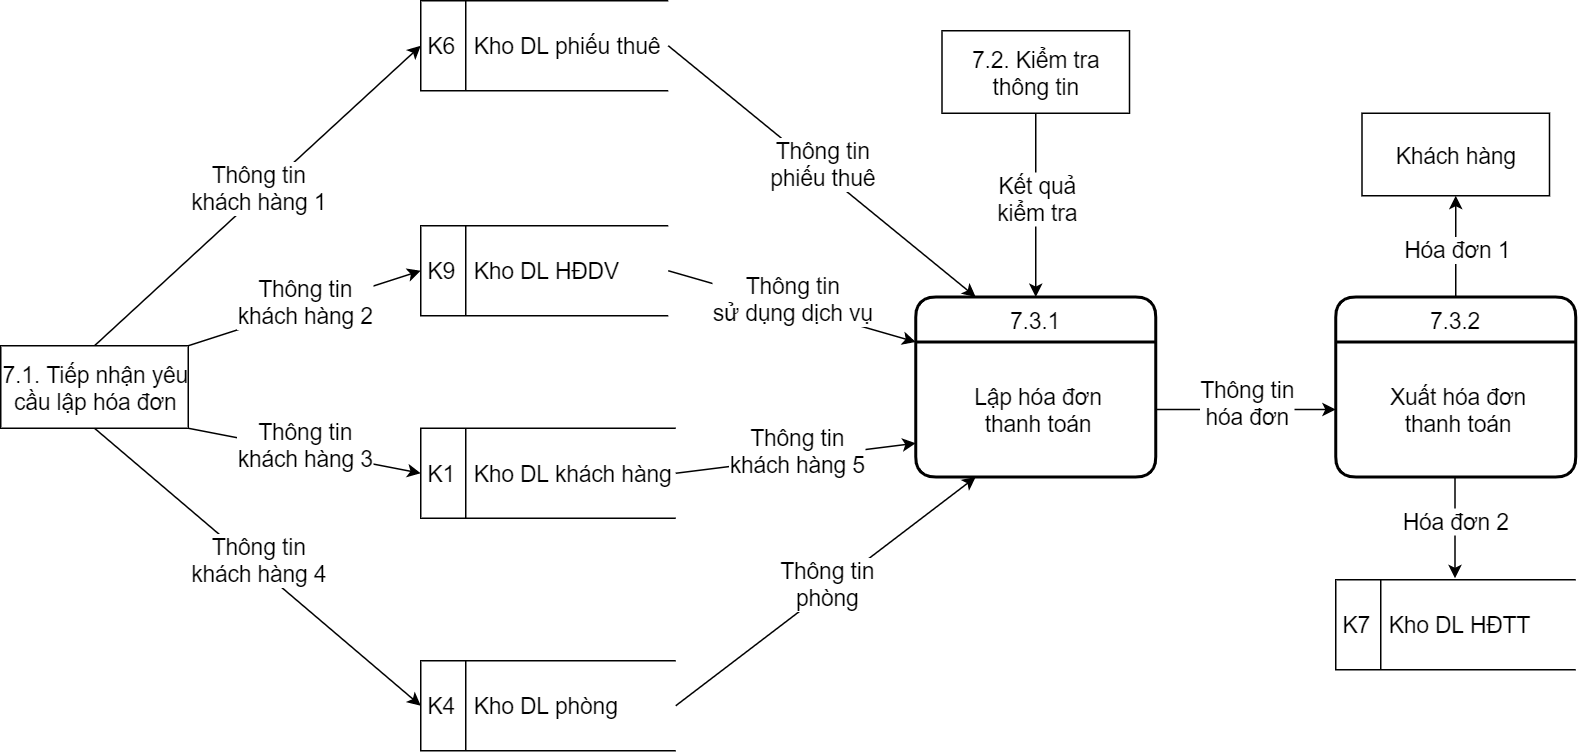 K6
Kho DL phiếu thuê
7.2. Kiểm tra
thông tin
Khách hàng
Thông tin
khách hàng 1
Thông tin
phiếu thuê
Kết quả
kiểm tra
Hóa đơn 1
K9
Kho DL HĐDV
Thông tin
khách hàng 2
Thông tin
sử dụng dịch vụ
7.3.1
Lập hóa đơn
thanh toán
7.3.2
Xuất hóa đơn
thanh toán
7.1. Tiếp nhận yêu
cầu lập hóa đơn
Thông tin
hóa đơn
Thông tin
khách hàng 3
K1
Kho DL khách hàng
Thông tin
khách hàng 5
Hóa đơn 2
Thông tin
khách hàng 4
Thông tin
phòng
K4
Kho DL phòng
K7
Kho DL HĐTT